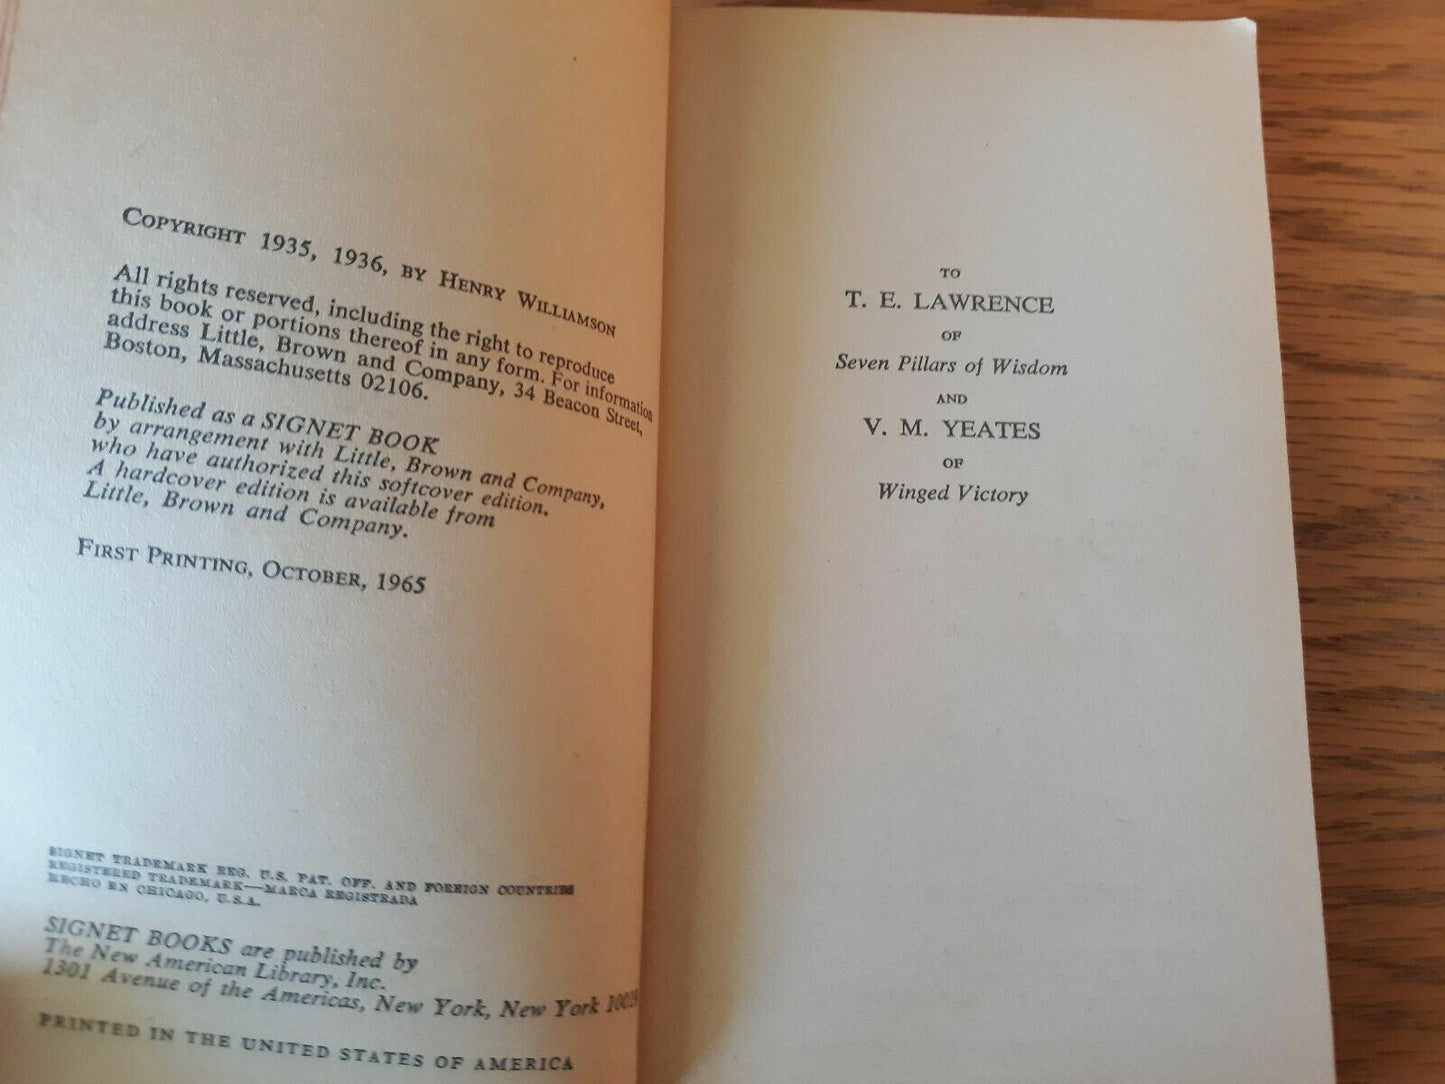 COPYRIGHT 1935, 1936, BY HENRY WILLIAMSON
All rights reserved, including the right to reproduce
this book or portions thereof in any form. For information
address Little, Brown and Company, 34 Beacon Street,
Boston, Massachusetts 02106.
Published as a SIGNET BOOK
by arrangement with Little, Brown and Company,
who have authorized this softcover edition.
A hardcover edition is available from
Little, Brown and Company.
FIRST PRINTING, OCTOBER, 1965
SIGNET TRADEMARK REG. U.S. PAT. OFF. AND FOREIGN COUNTRIES
REGISTERED TRADEMARK—MARCA REGISTRADA
HECHO EN CHICAGO, U.S.A.
SIGNET BOOKS are published by
The New American Library, Inc.
1301 Avenue of the Americas, New York, New York
PRINTED IN THE UNITED STATES OF AMERICA
TO
T. E. LAWRENCE
OF
Seven Pillars of Wisdom
AND
V. M. YEATES
OF
Winged Victory